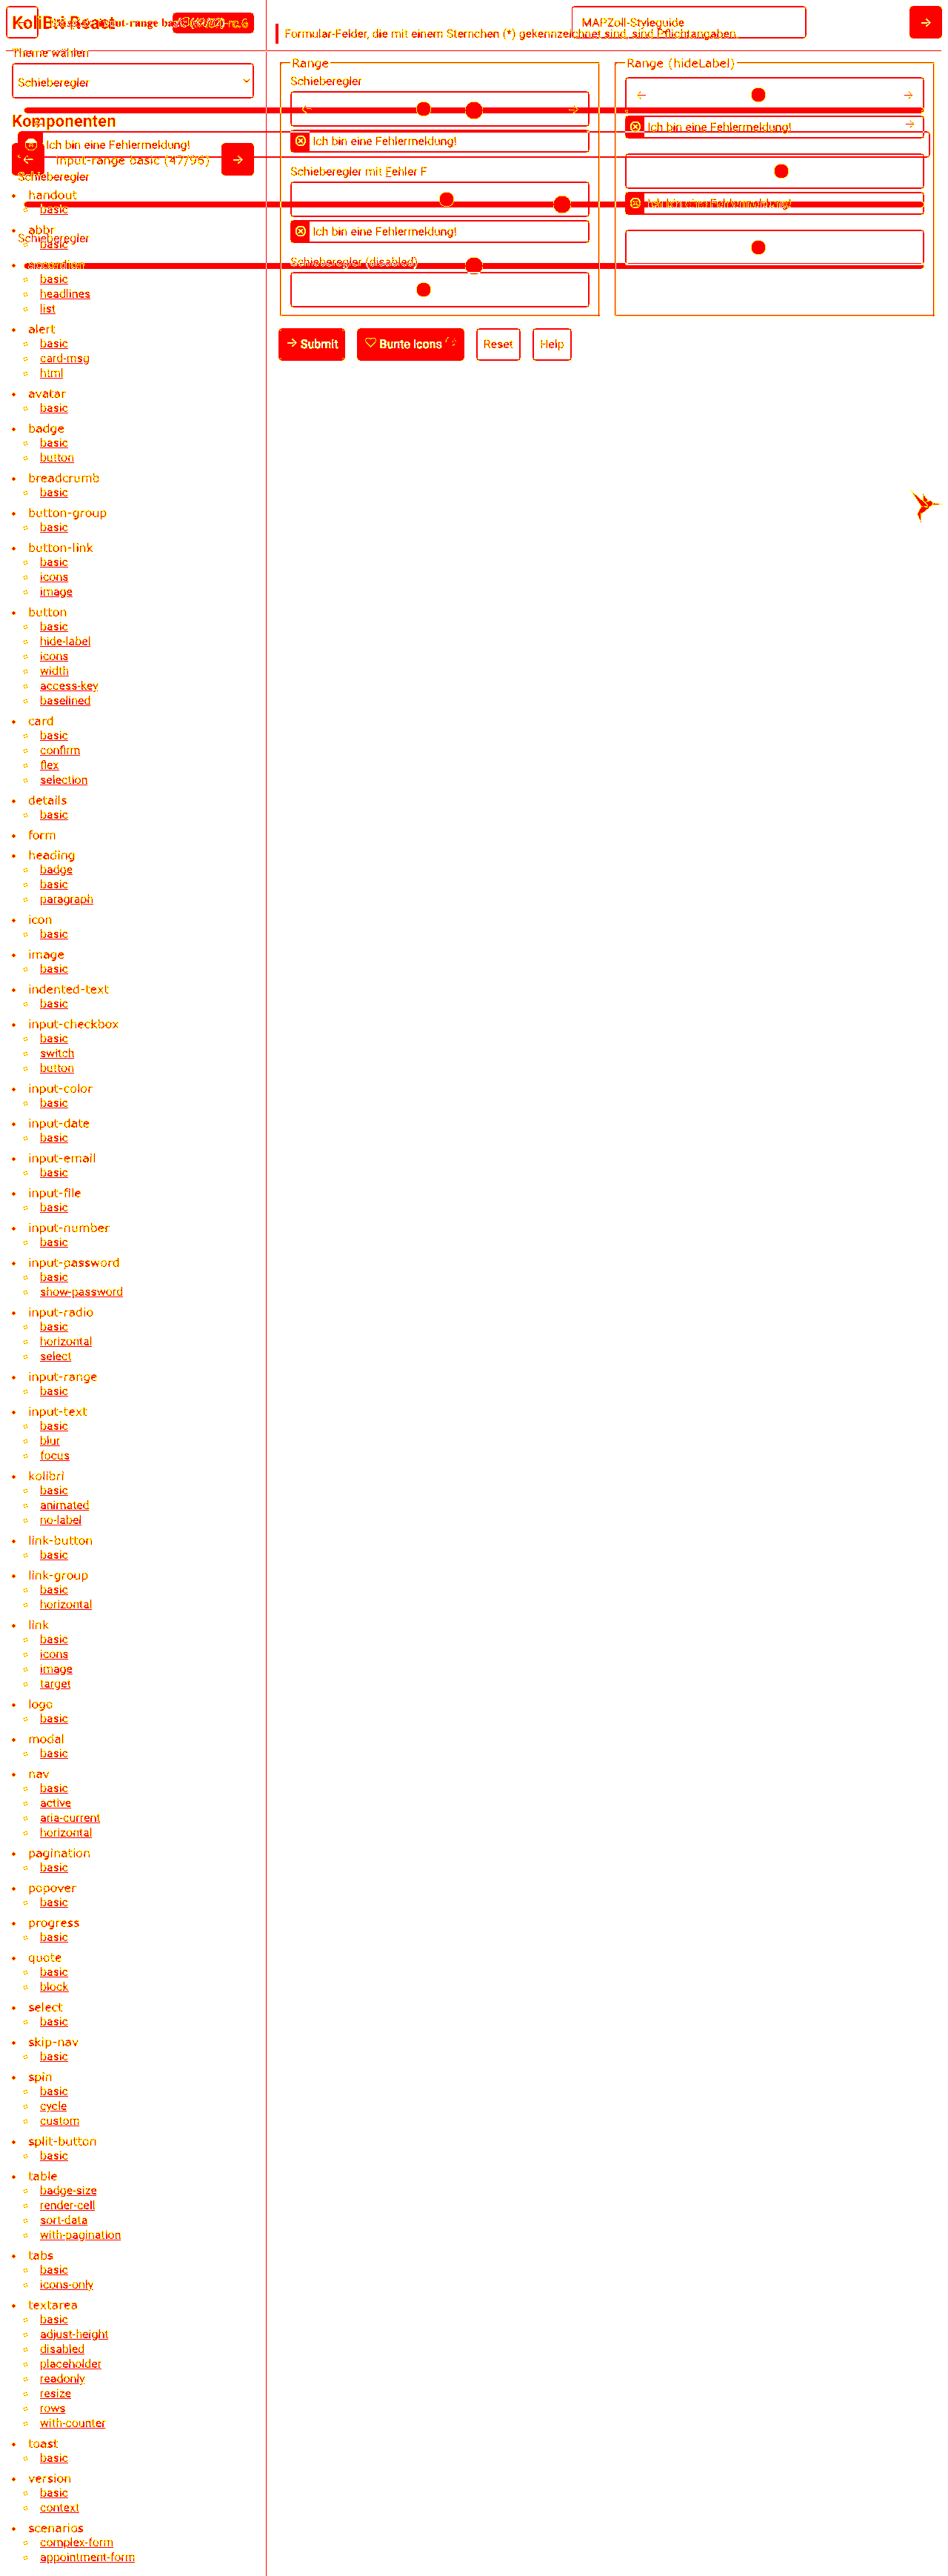 KoliBri React
MAPZoll-Styleguide
Formular-Felder, die mit einem Sternchen (*) gekennzeichnet sind, sind Pflichtangaben.
Theme wählen
Schieberegler
Komponenten
Ich bin eine Fehlermeldung!
input-range basic (47/96)
Schieberegler
Schieberegler
Range
Schieberegler
Ich bin eine Fehlermeldung!
Schieberegler mit Fehler F
Ich bin eine Fehlermeldung!
Schieberegler (disabled)
Range (hideLabel)
Ich bin eine Fehlermeldung!
Ich bin eine Fehlermeldung!
Submit
Bunte Icons
Reset
Help
handout
basic
abbr
basic
accordion
basic
headlines
list
alert
basic
card-msg
html
avatar
basic
badge
basic
button
breadcrumb
basic
button-group
basic
button-link
basic
icons
image
button
basic
hide-label
icons
width
access-key
baselined
card
basic
confirm
flex
selection
details
basic
form
heading
badge
basic
paragraph
icon
basic
image
basic
indented-text
basic
input-checkbox
basic
switch
button
input-color
basic
input-date
basic
input-email
basic
input-file
basic
input-number
basic
input-password
basic
show-password
input-radio
basic
horizontal
select
input-range
basic
input-text
basic
blur
focus
kolibri
basic
animated
no-label
link-button
basic
link-group
basic
horizontal
link
basic
icons
image
target
logo
basic
modal
basic
nav
basic
active
aria-current
horizontal
pagination
basic
popover
basic
progress
basic
quote
basic
block
select
basic
skip-nav
basic
spin
basic
cycle
custom
split-button
basic
table
badge-size
render-cell
sort-data
with-pagination
tabs
basic
icons-only
textarea
basic
adjust-height
disabled
placeholder
readonly
resize
rows
with-counter
toast
basic
version
basic
context
scenarios
complex-form
appointment-form